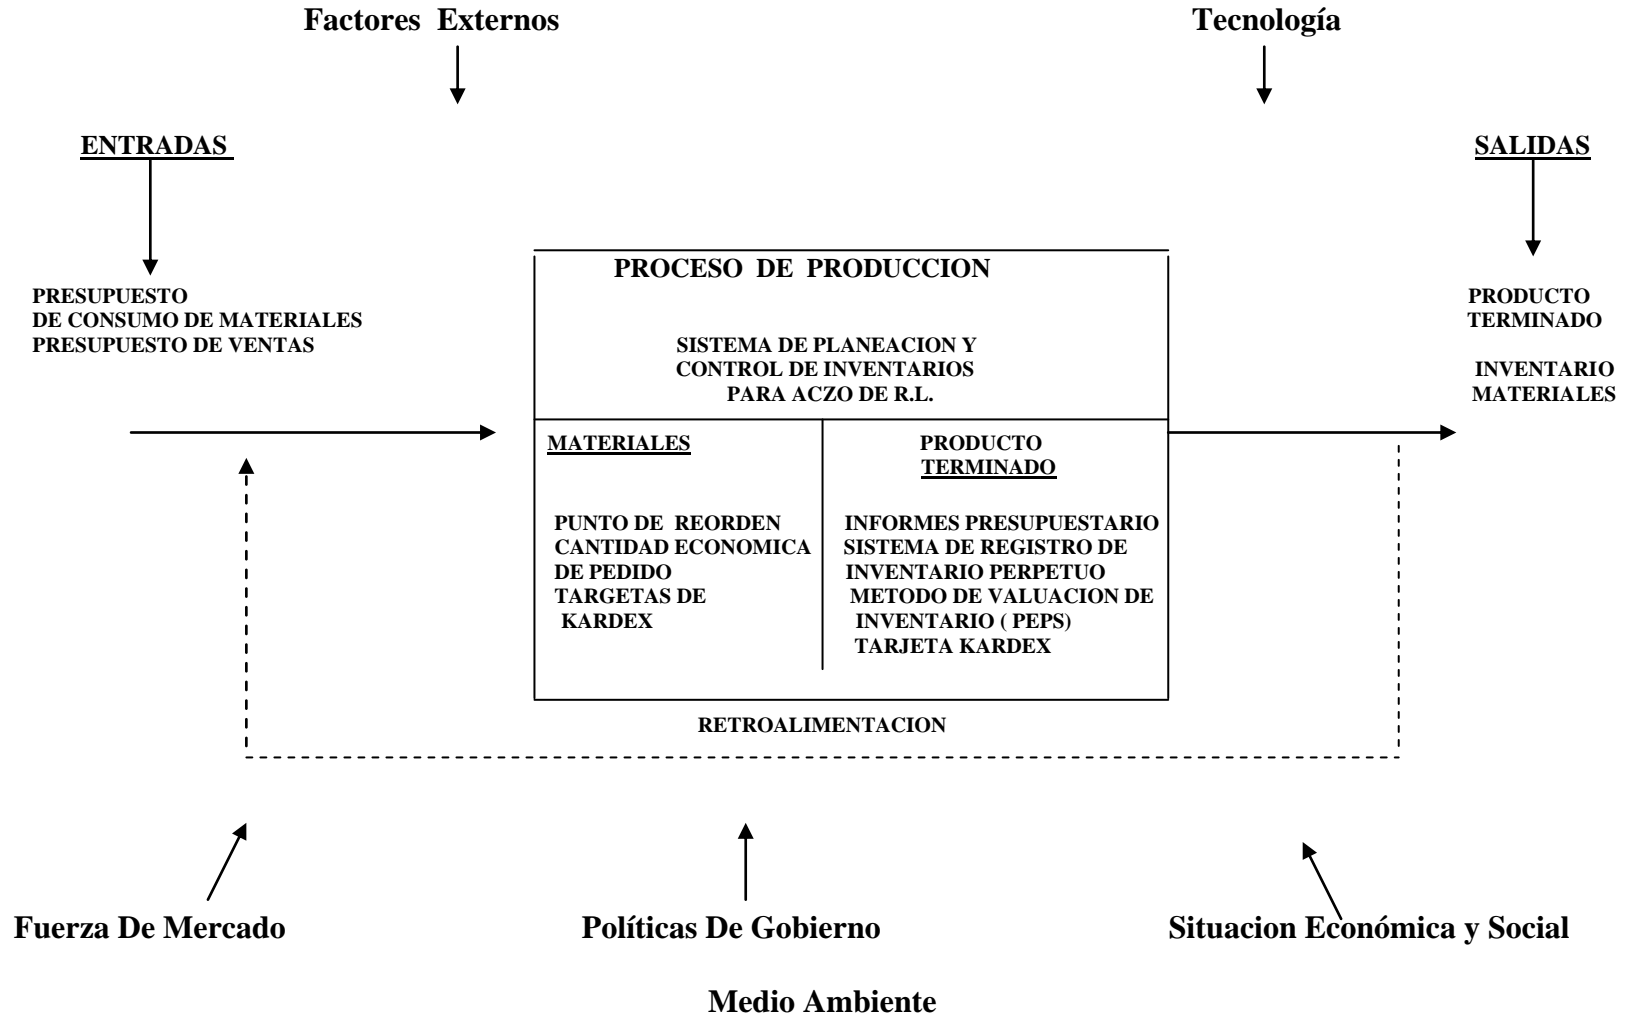 Factores Externos
Tecnología
ENTRADAS
SALIDAS
PRESUPUESTO
DE CONSUMO DE MATERIALES
PRESUPUESTO DE VENTAS
PROCESO DE PRODUCCION
SISTEMA DE PLANEACION Y
CONTROL DE INVENTARIOS
PARA ACZO DE R.L.
MATERIALES
PUNTO DE REORDEN
CANTIDAD ECONOMICA
DE PEDIDO
TARGETAS DE
KARDEX
PRODUCTO
TERMINADO
INFORMES PRESUPUESTARIO
SISTEMA DE REGISTRO DE
INVENTARIO PERPETUO
METODO DE VALUACION DE
INVENTARIO ( PEPS)
TARJETA KARDEX
PRODUCTO
TERMINADO
INVENTARIO
MATERIALES
RETROALIMENTACION
Fuerza De Mercado
Políticas De Gobierno
Situacion Económica y Social
Medio Ambiente